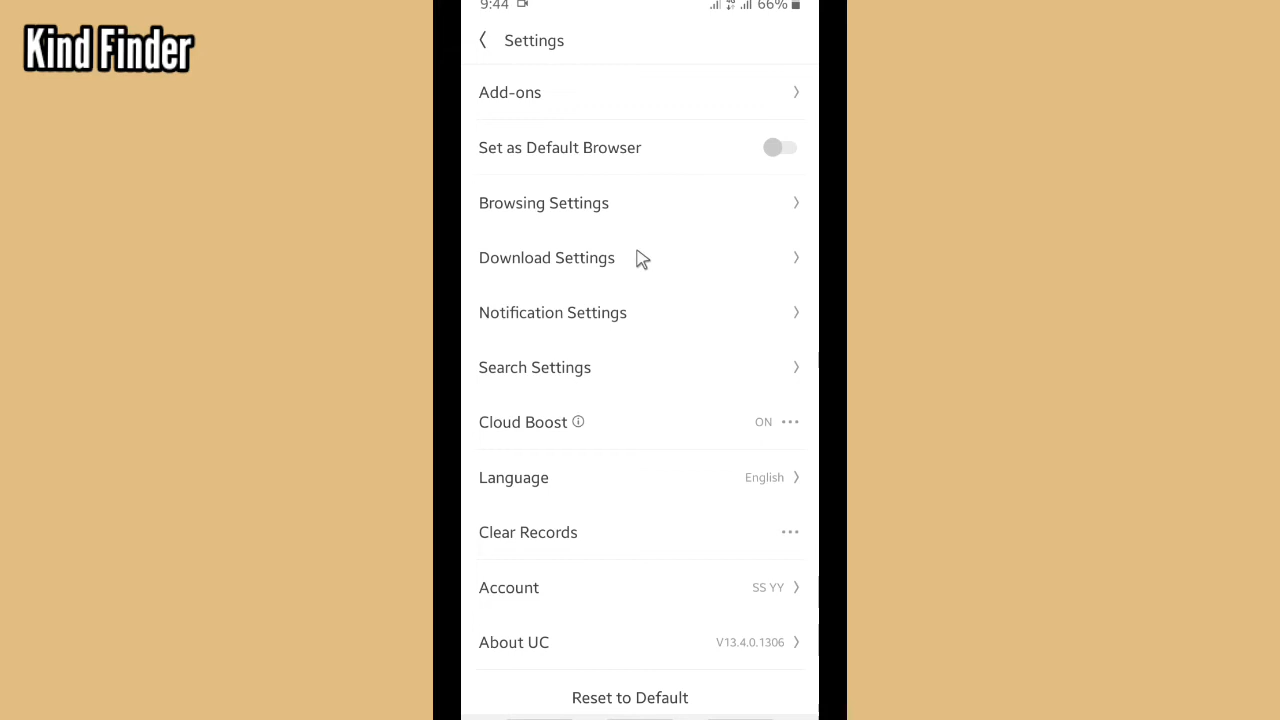 Kind Finder
9:44 66%
Settings
Add-ons
Set as Default Browser
Browsing Settings
Download Settings
Notification Settings
Search Settings
Cloud Boost ON
Language English
Clear Records
Account SS YY
About UC V13.4.0.1306
Reset to Default